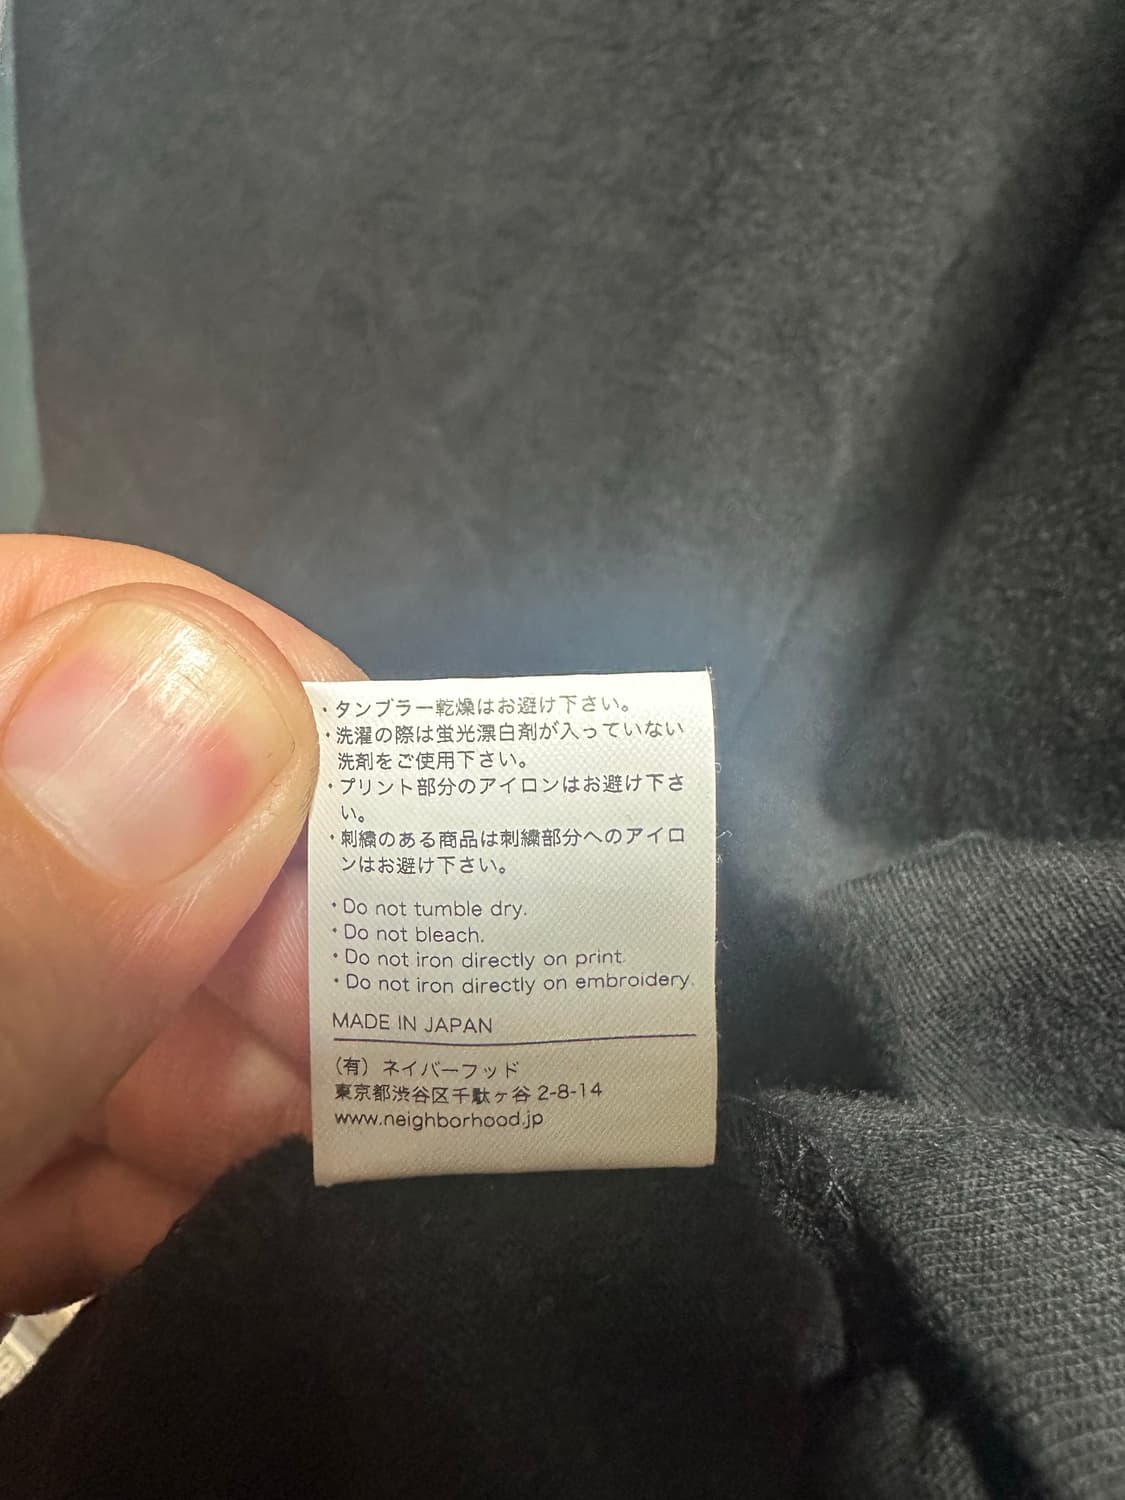 ・タンブラー乾燥はお避け下さい。
・洗濯の際は蛍光漂白剤が入っていない
洗剤をご使用下さい。
・プリント部分のアイロンはお避け下さ
い。
・刺繍のある商品は刺繍部分へのアイロ
ンはお避け下さい。
・Do not tumble dry.
・Do not bleach.
・Do not iron directly on print.
・Do not iron directly on embroidery.
MADE IN JAPAN
（有）ネイバーフッド
東京都渋谷区千駄ヶ谷 2-8-14
www.neighborhood.jp